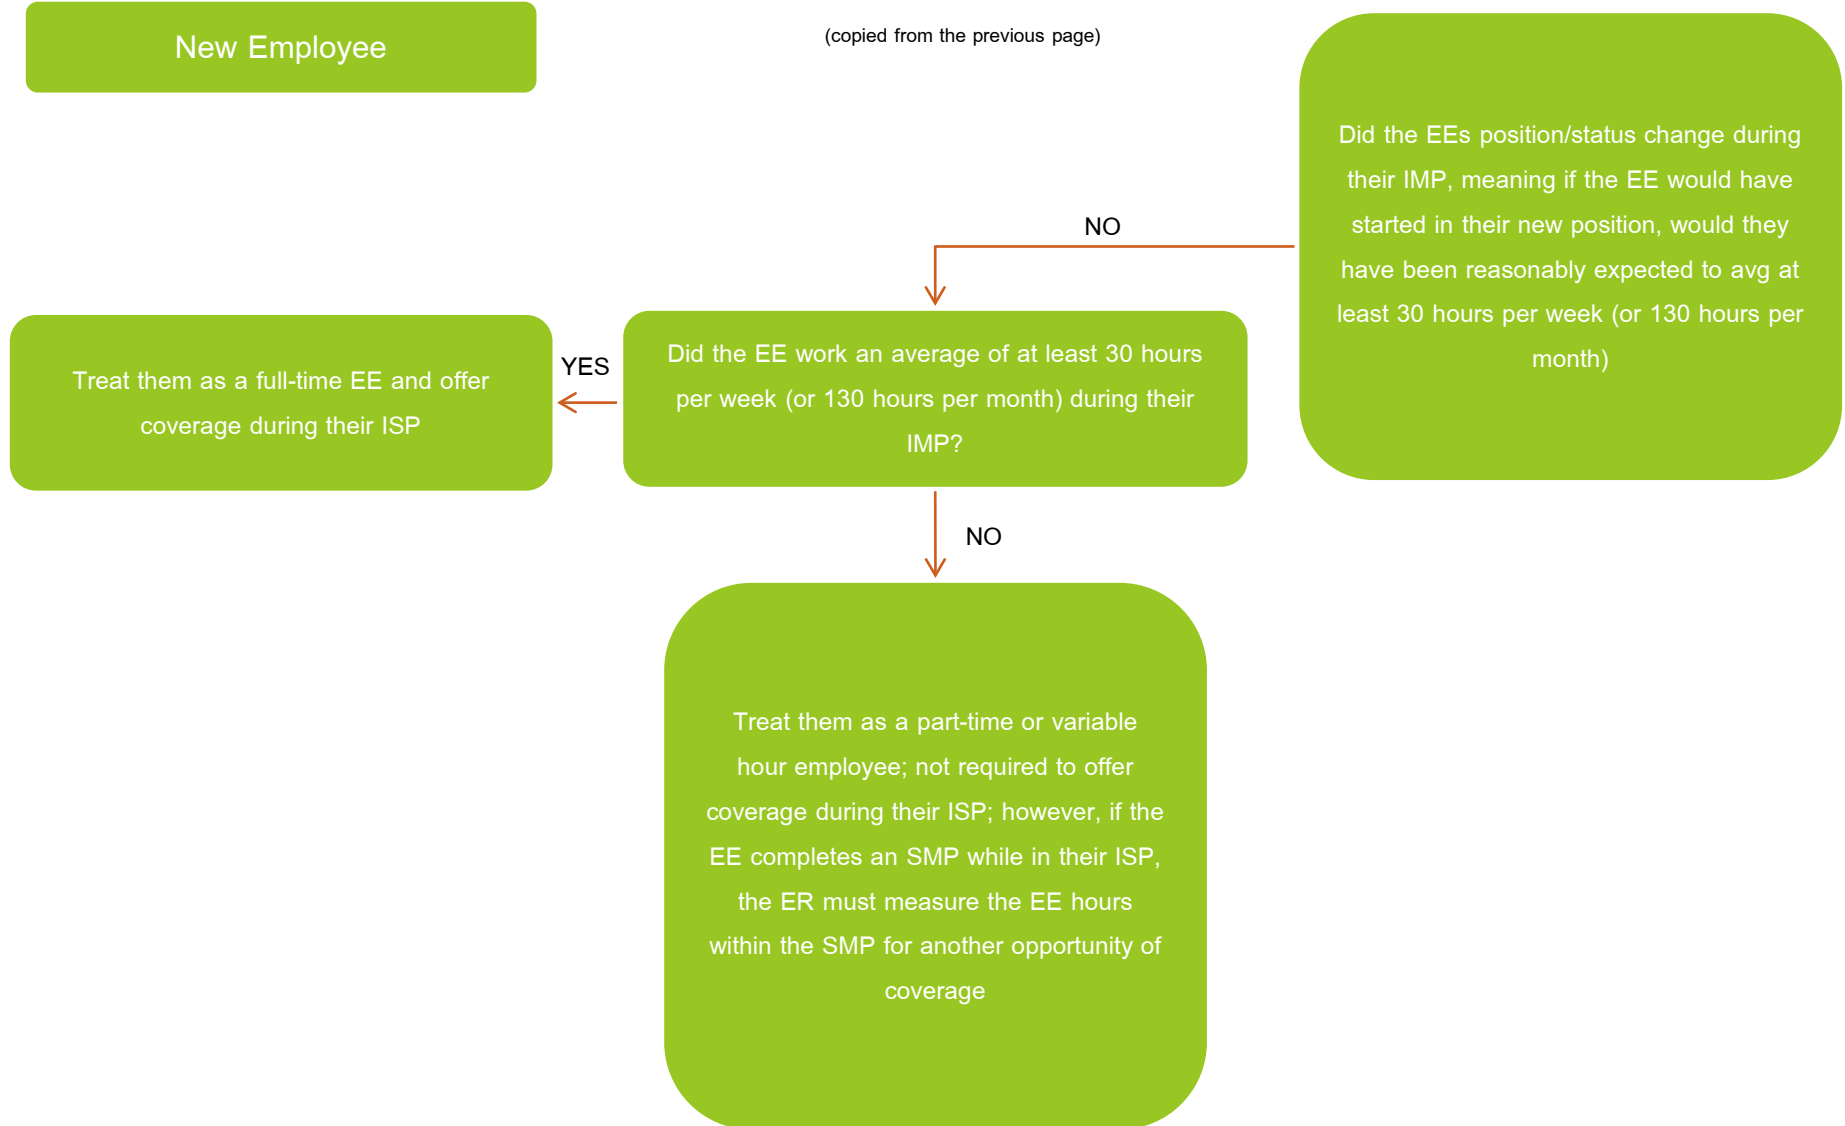 New Employee
(copied from the previous page)
Did the EEs position/status change during
their IMP, meaning if the EE would have
started in their new position, would they
have been reasonably expected to avg at
least 30 hours per week (or 130 hours per
month)
NO
Did the EE work an average of at least 30 hours
per week (or 130 hours per month) during their
IMP?
YES
Treat them as a full-time EE and offer
coverage during their ISP
NO
Treat them as a part-time or variable
hour employee; not required to offer
coverage during their ISP; however, if the
EE completes an SMP while in their ISP,
the ER must measure the EE hours
within the SMP for another opportunity of
coverage